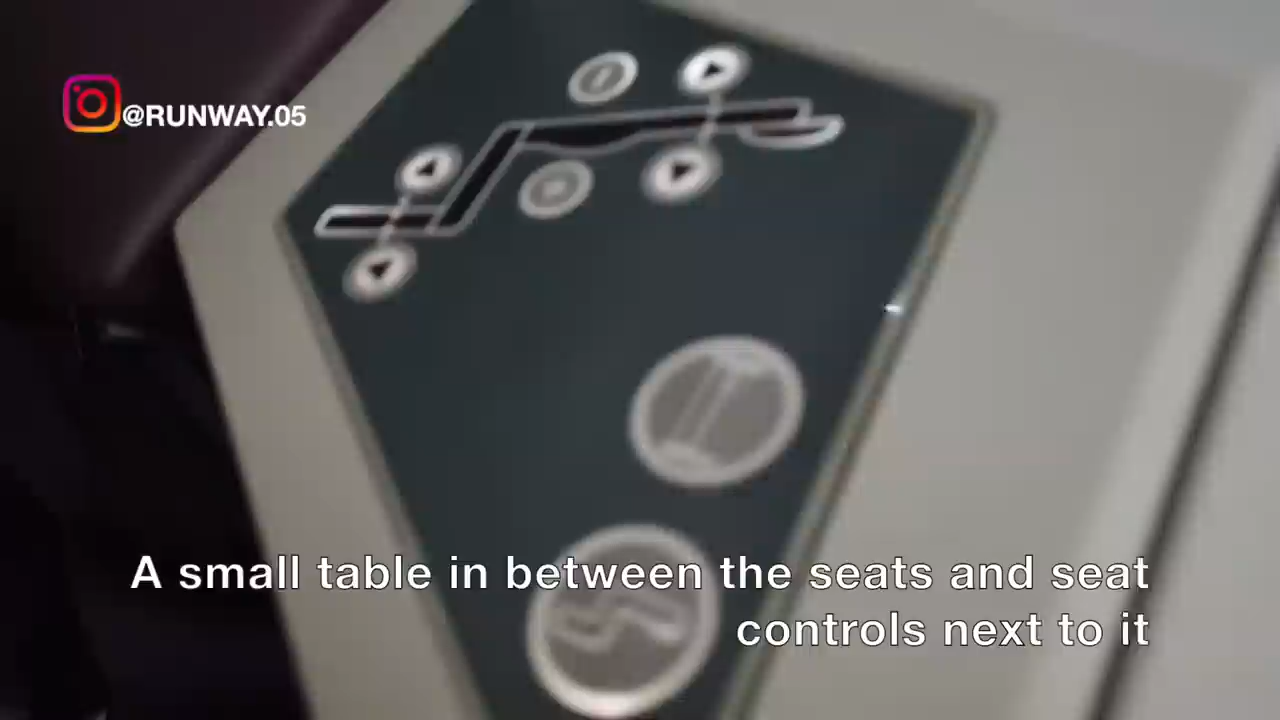 @RUNWAY.05
A small table in between the seats and seat
controls next to it